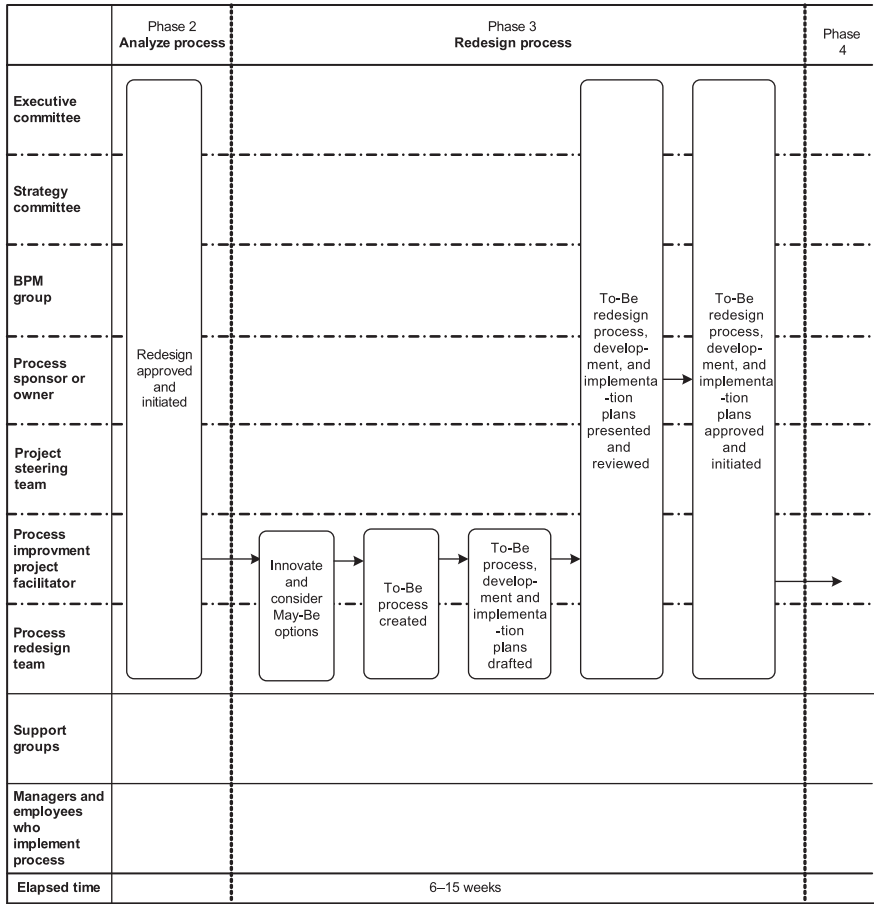 Phase 2
Analyze process
Phase 3
Redesign process
Phase
4
Executive
committee
Strategy
committee
BPM
group
Process
sponsor or
owner
Project
steering
team
Process
improvment
project
facilitator
Process
redesign
team
Support
groups
Managers and
employees
who
implement
process
Elapsed time
Redesign
approved
and
initiated
Innovate
and
consider
May-Be
options
To-Be
process
created
To-Be
process,
develop-
ment and
implementa
-tion
plans
drafted
To-Be
redesign
process,
develop-
ment, and
implementa
-tion
plans
presented
and
reviewed
To-Be
redesign
process,
develop-
ment, and
implementa
-tion
plans
approved
and
initiated
6–15 weeks